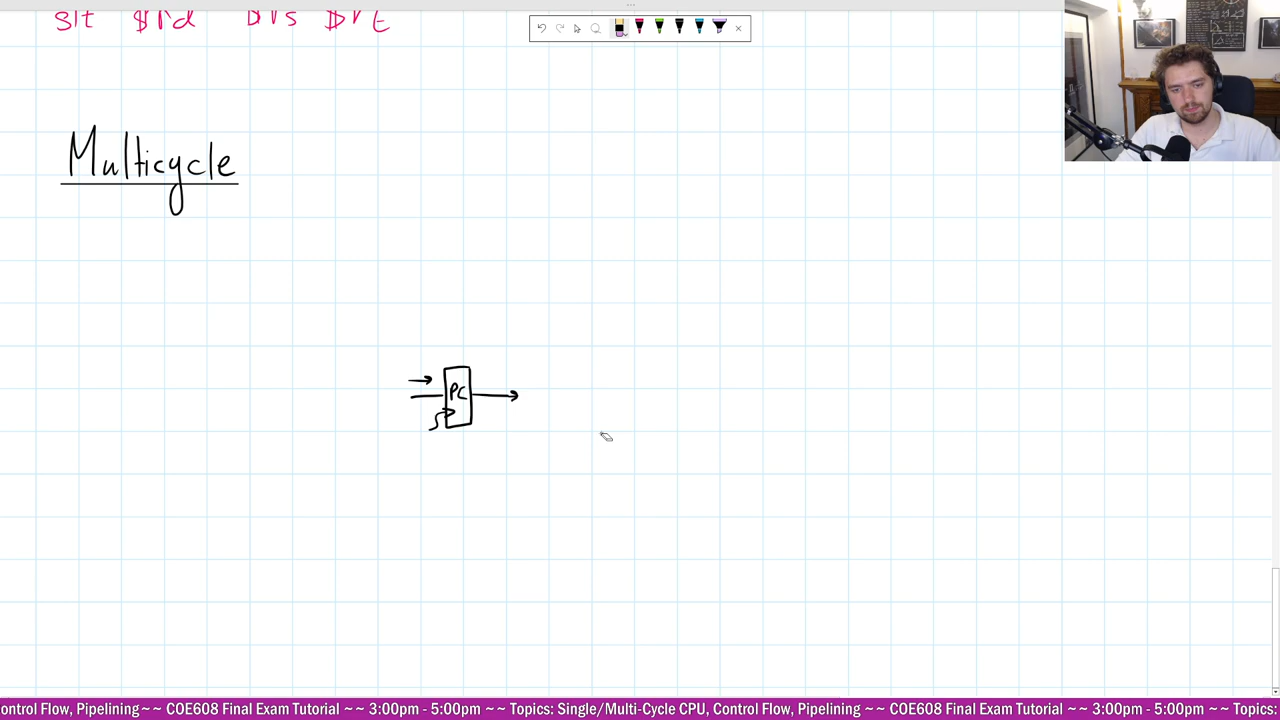 slt $rd $rs $rt
Multicycle
PC
ontrol Flow, Pipelining ~~ COE608 Final Exam Tutorial ~~ 3:00pm - 5:00pm ~~ Topics: Single/Multi-Cycle CPU, Control Flow, Pipelining ~~ COE608 Final Exam Tutorial ~~ 3:00pm - 5:00pm ~~ Topics: